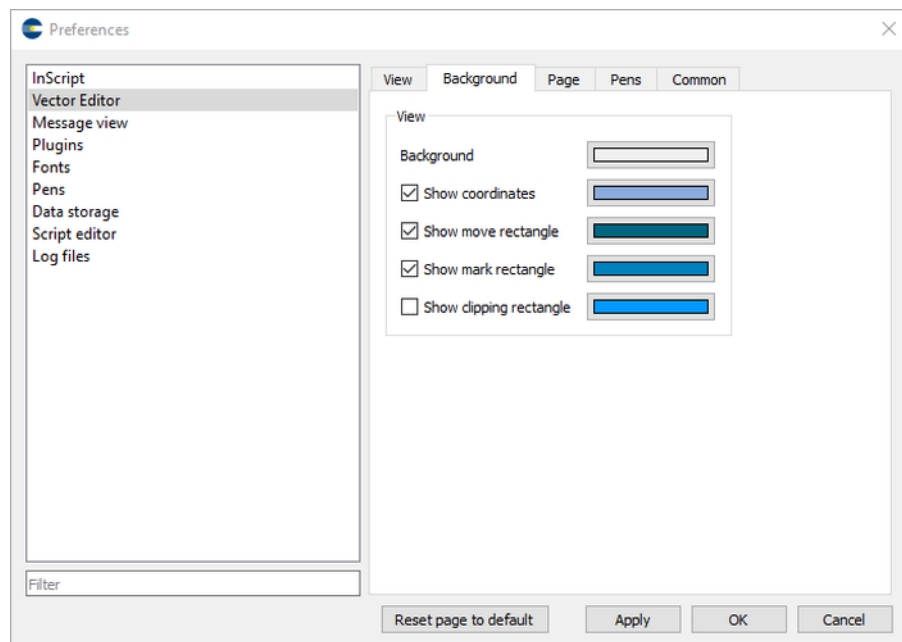 Preferences
InScript
Vector Editor
Message view
Plugins
Fonts
Pens
Data storage
Script editor
Log files
Filter
View Background Page Pens Common
View
Background
Show coordinates
Show move rectangle
Show mark rectangle
Show clipping rectangle
Reset page to default Apply OK Cancel